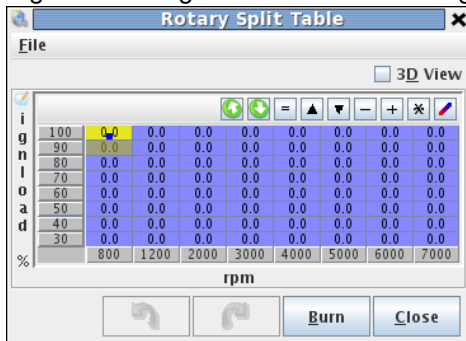 Rotary Split Table
File
3D View
ignload %
= - + *
100 0.0 0.0 0.0 0.0 0.0 0.0 0.0 0.0
90 0.0 0.0 0.0 0.0 0.0 0.0 0.0 0.0
80 0.0 0.0 0.0 0.0 0.0 0.0 0.0 0.0
70 0.0 0.0 0.0 0.0 0.0 0.0 0.0 0.0
60 0.0 0.0 0.0 0.0 0.0 0.0 0.0 0.0
50 0.0 0.0 0.0 0.0 0.0 0.0 0.0 0.0
40 0.0 0.0 0.0 0.0 0.0 0.0 0.0 0.0
30 0.0 0.0 0.0 0.0 0.0 0.0 0.0 0.0
800 1200 2000 3000 4000 5000 6000 7000
rpm
Burn Close